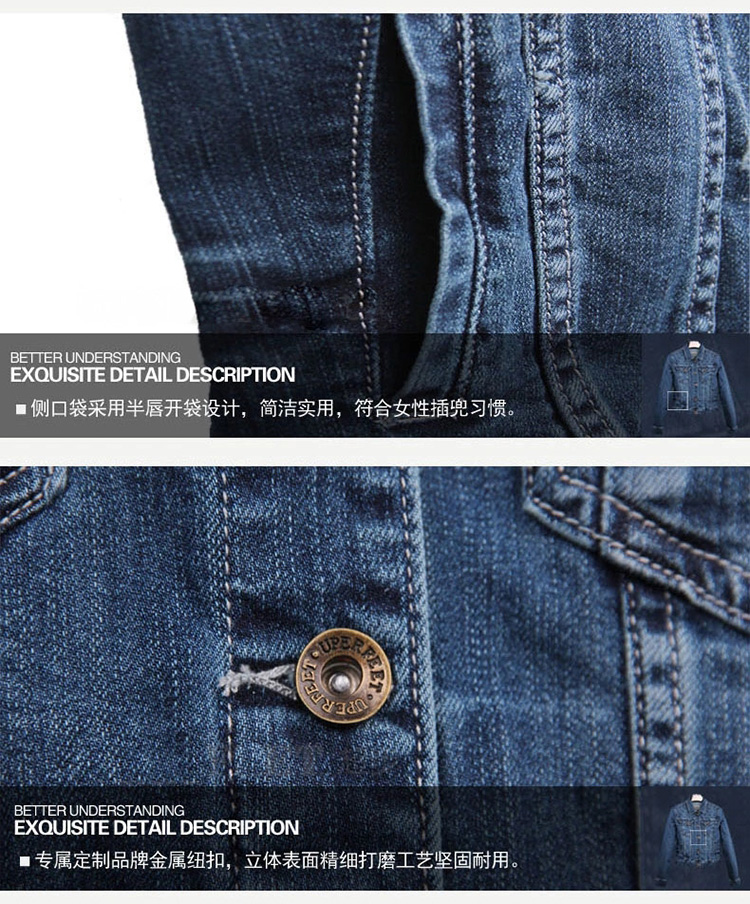 BETTER UNDERSTANDING
EXQUISITE DETAIL DESCRIPTION
■ 侧口袋采用半唇开袋设计，简洁实用，符合女性插兜习惯。
UPERFEET · UPERFEET ·
BETTER UNDERSTANDING
EXQUISITE DETAIL DESCRIPTION
■ 专属定制品牌金属纽扣，立体表面精细打磨工艺坚固耐用。